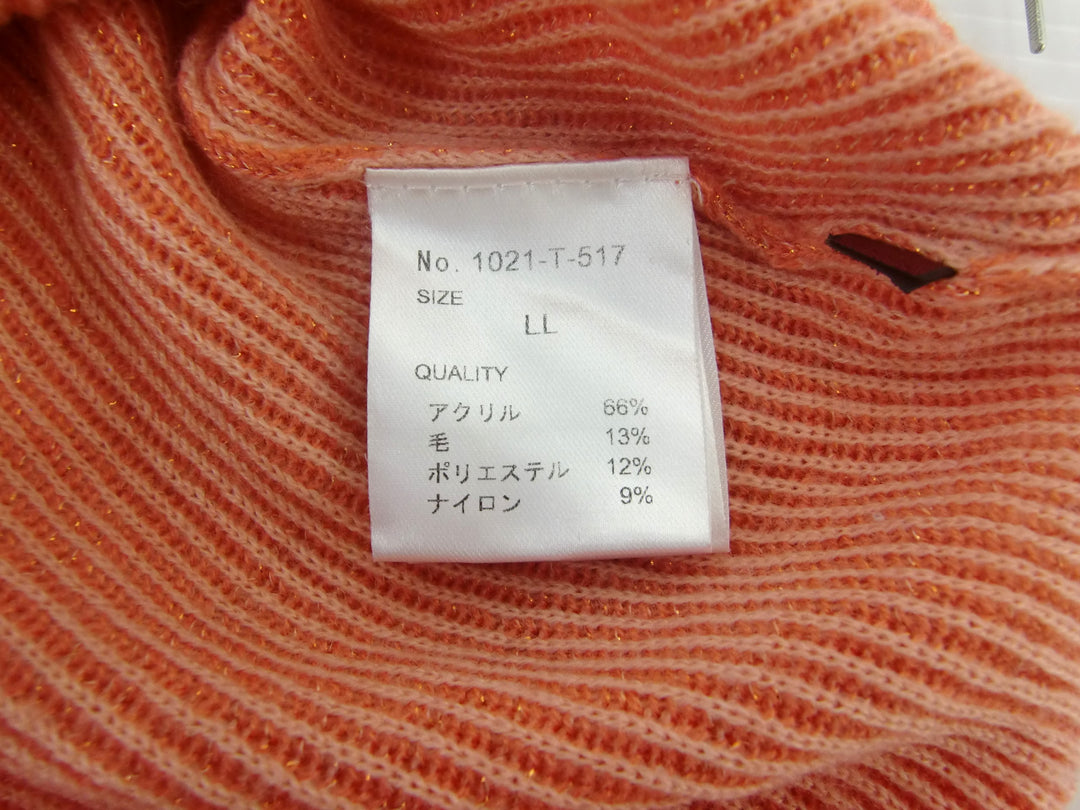 No. 1021-T-517
SIZE
LL
QUALITY
アクリル 66%
毛 13%
ポリエステル 12%
ナイロン 9%